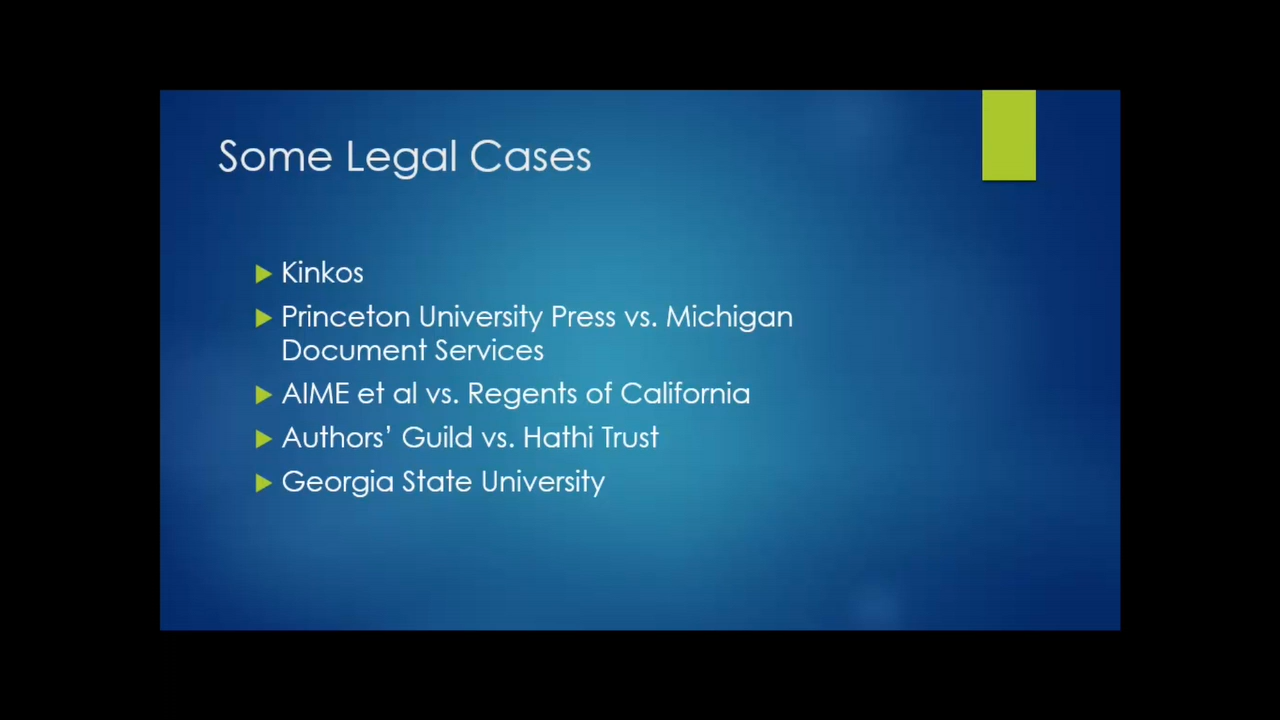 Some Legal Cases
Kinkos
Princeton University Press vs. Michigan
Document Services
AIME et al vs. Regents of California
Authors’ Guild vs. Hathi Trust
Georgia State University